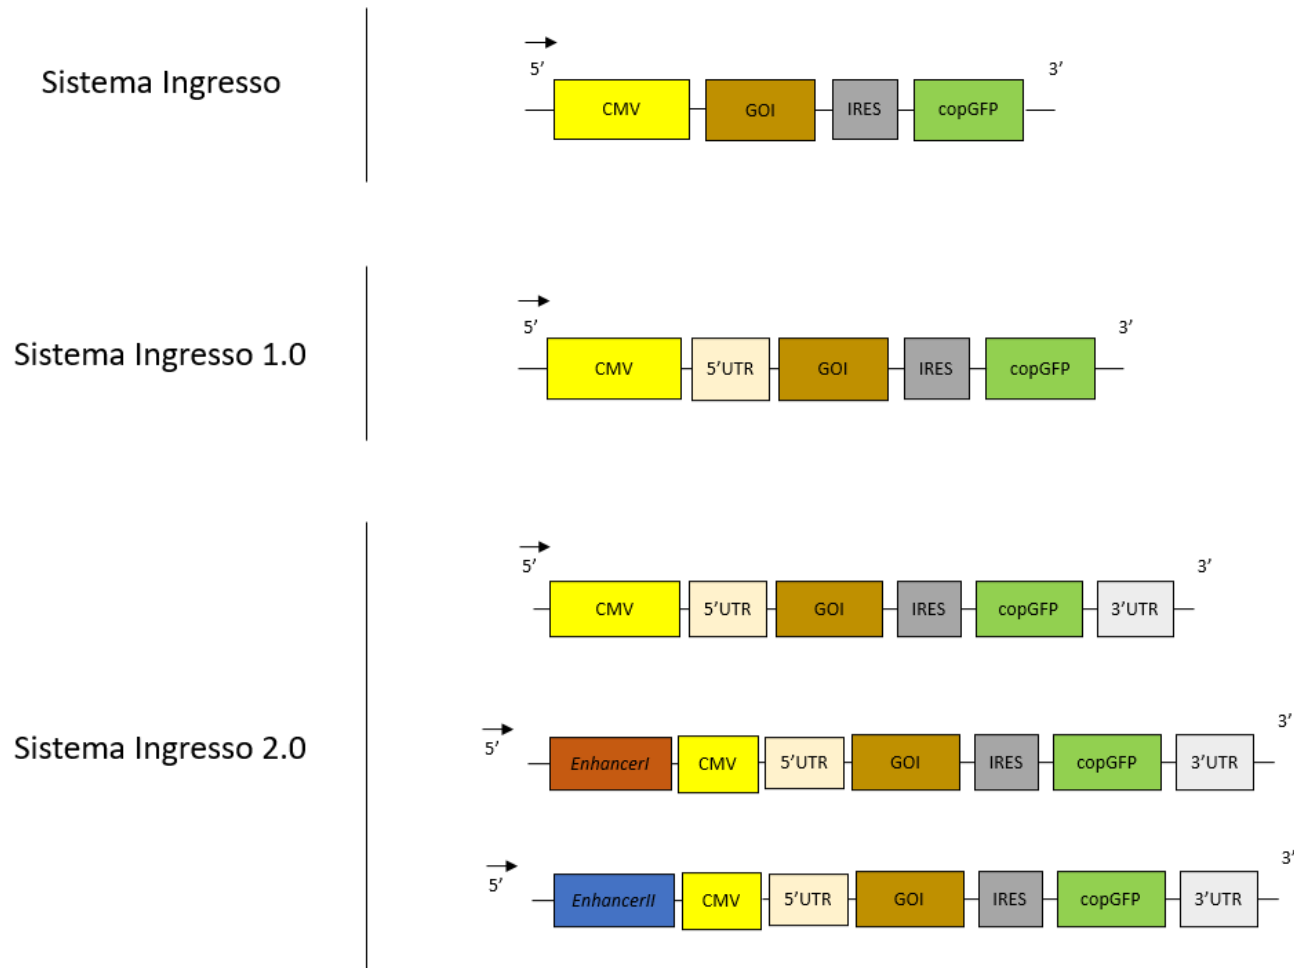 Sistema Ingresso
5’ 3’
CMV GOI IRES copGFP
Sistema Ingresso 1.0
5’ 3’
CMV 5’UTR GOI IRES copGFP
Sistema Ingresso 2.0
5’ 3’
CMV 5’UTR GOI IRES copGFP 3’UTR
5’ 3’
EnhancerI CMV 5’UTR GOI IRES copGFP 3’UTR
5’ 3’
EnhancerII CMV 5’UTR GOI IRES copGFP 3’UTR